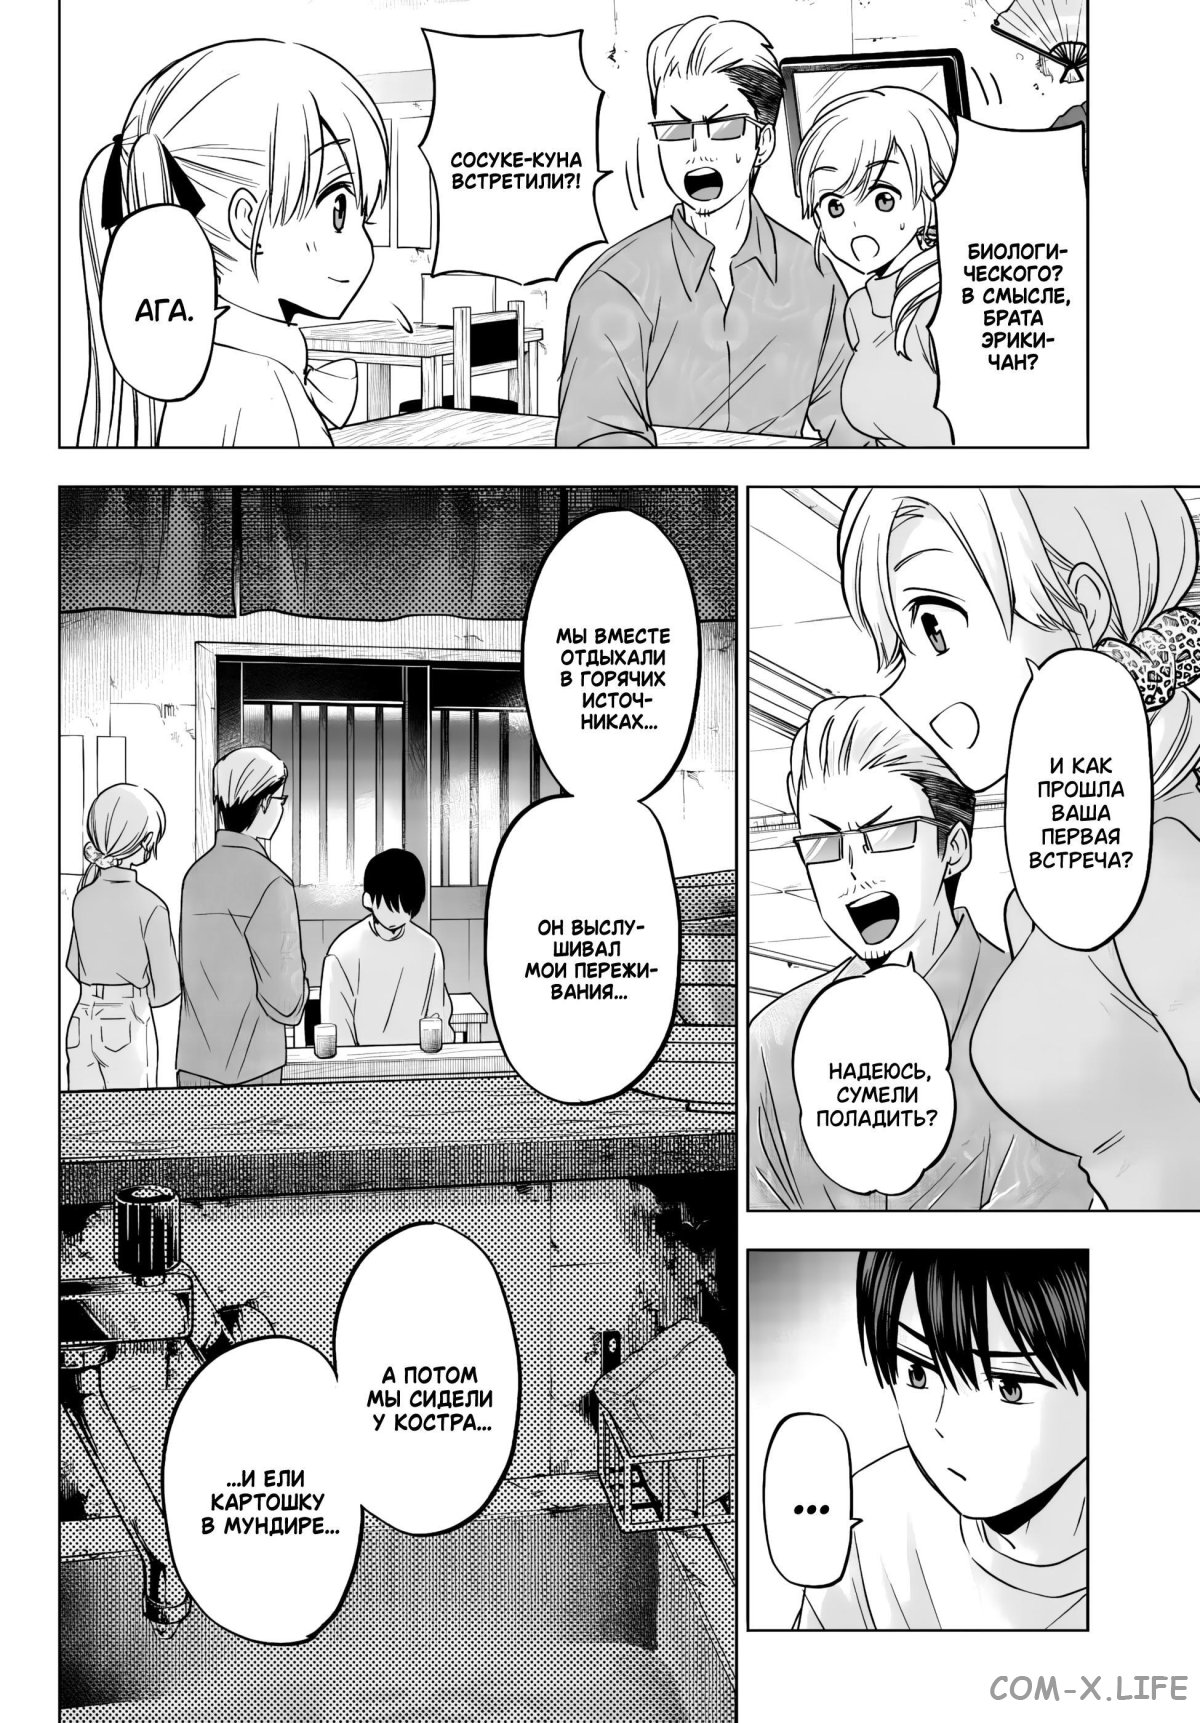 БИОЛОГИ-
ЧЕСКОГО?
В СМЫСЛЕ,
БРАТА
ЭРИКИ-
ЧАН?
СОСУКЕ-КУНА
ВСТРЕТИЛИ?!
АГА.
И КАК
ПРОШЛА
ВАША
ПЕРВАЯ
ВСТРЕЧА?
НАДЕЮСЬ,
СУМЕЛИ
ПОЛАДИТЬ?
...
МЫ ВМЕСТЕ
ОТДЫХАЛИ
В ГОРЯЧИХ
ИСТОЧ-
НИКАХ...
ОН ВЫСЛУ-
ШИВАЛ
МОИ ПЕРЕЖИ-
ВАНИЯ...
А ПОТОМ
МЫ СИДЕЛИ
У КОСТРА...
...И ЕЛИ
КАРТОШКУ
В МУНДИРЕ...
COM-X.LIFE